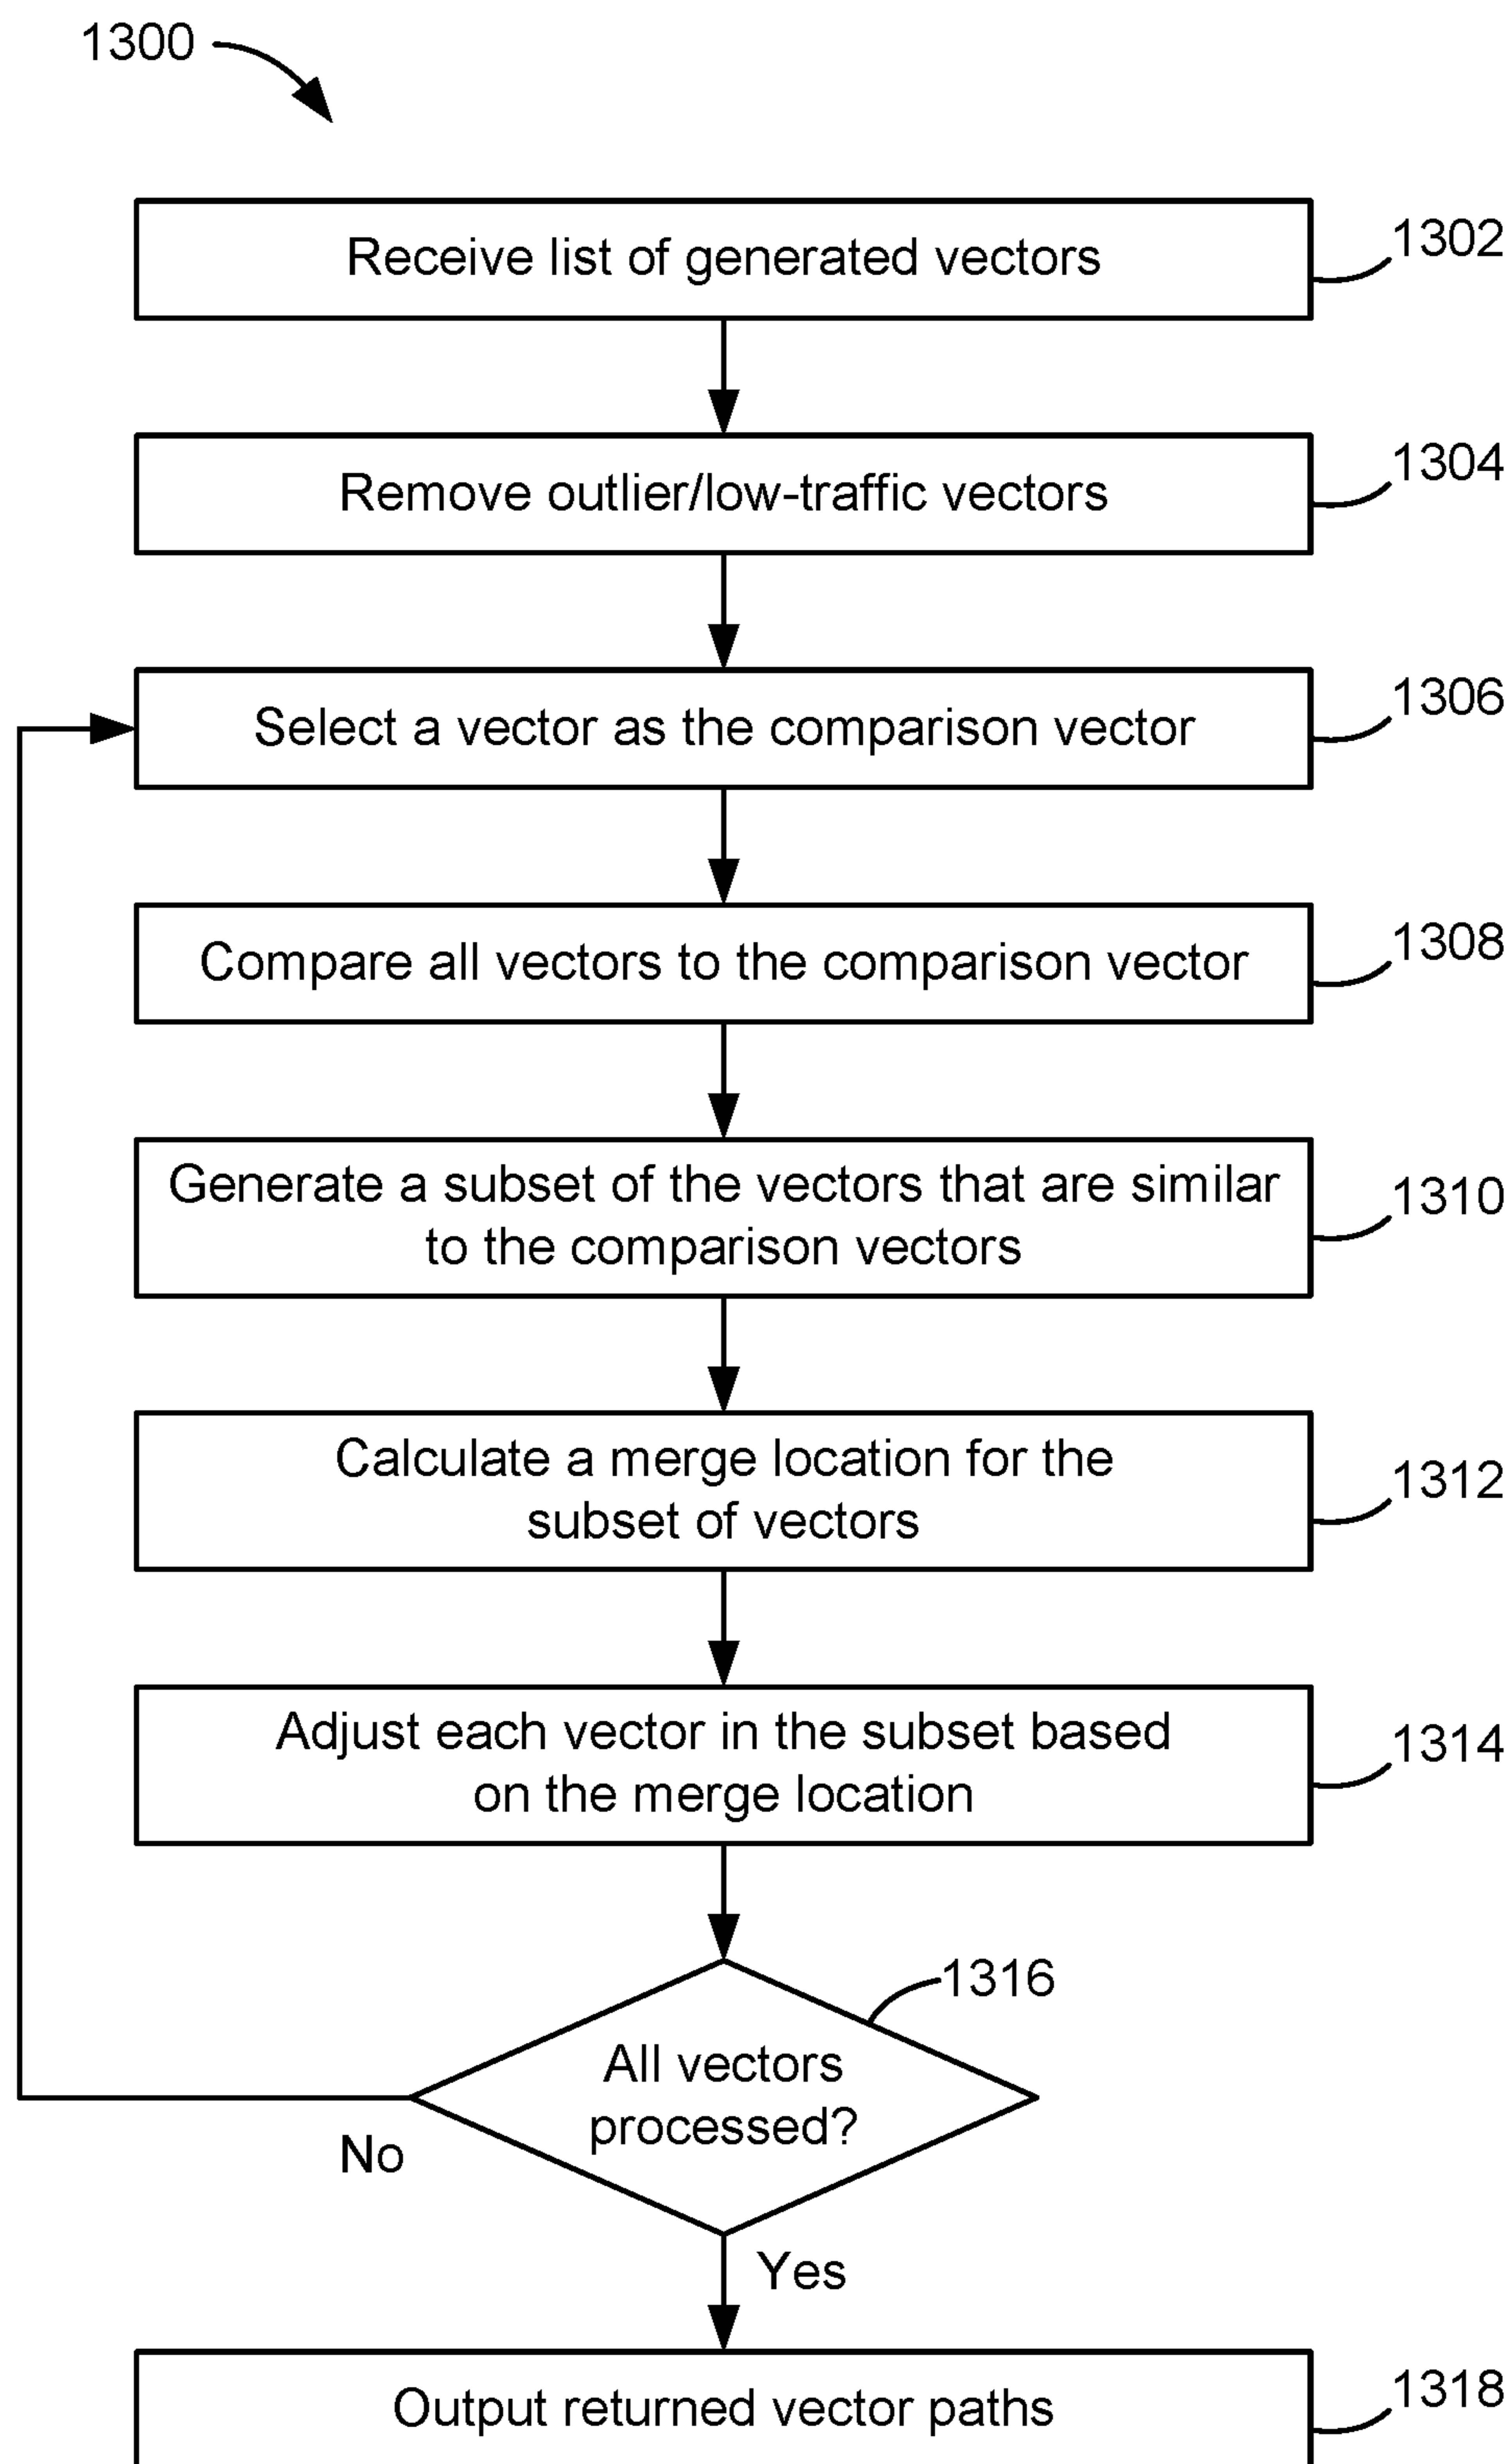 1300
Receive list of generated vectors
1302
Remove outlier/low-traffic vectors
1304
Select a vector as the comparison vector
1306
Compare all vectors to the comparison vector
1308
Generate a subset of the vectors that are similar
to the comparison vectors
1310
Calculate a merge location for the
subset of vectors
1312
Adjust each vector in the subset based
on the merge location
1314
1316
All vectors
processed?
No
Yes
Output returned vector paths
1318